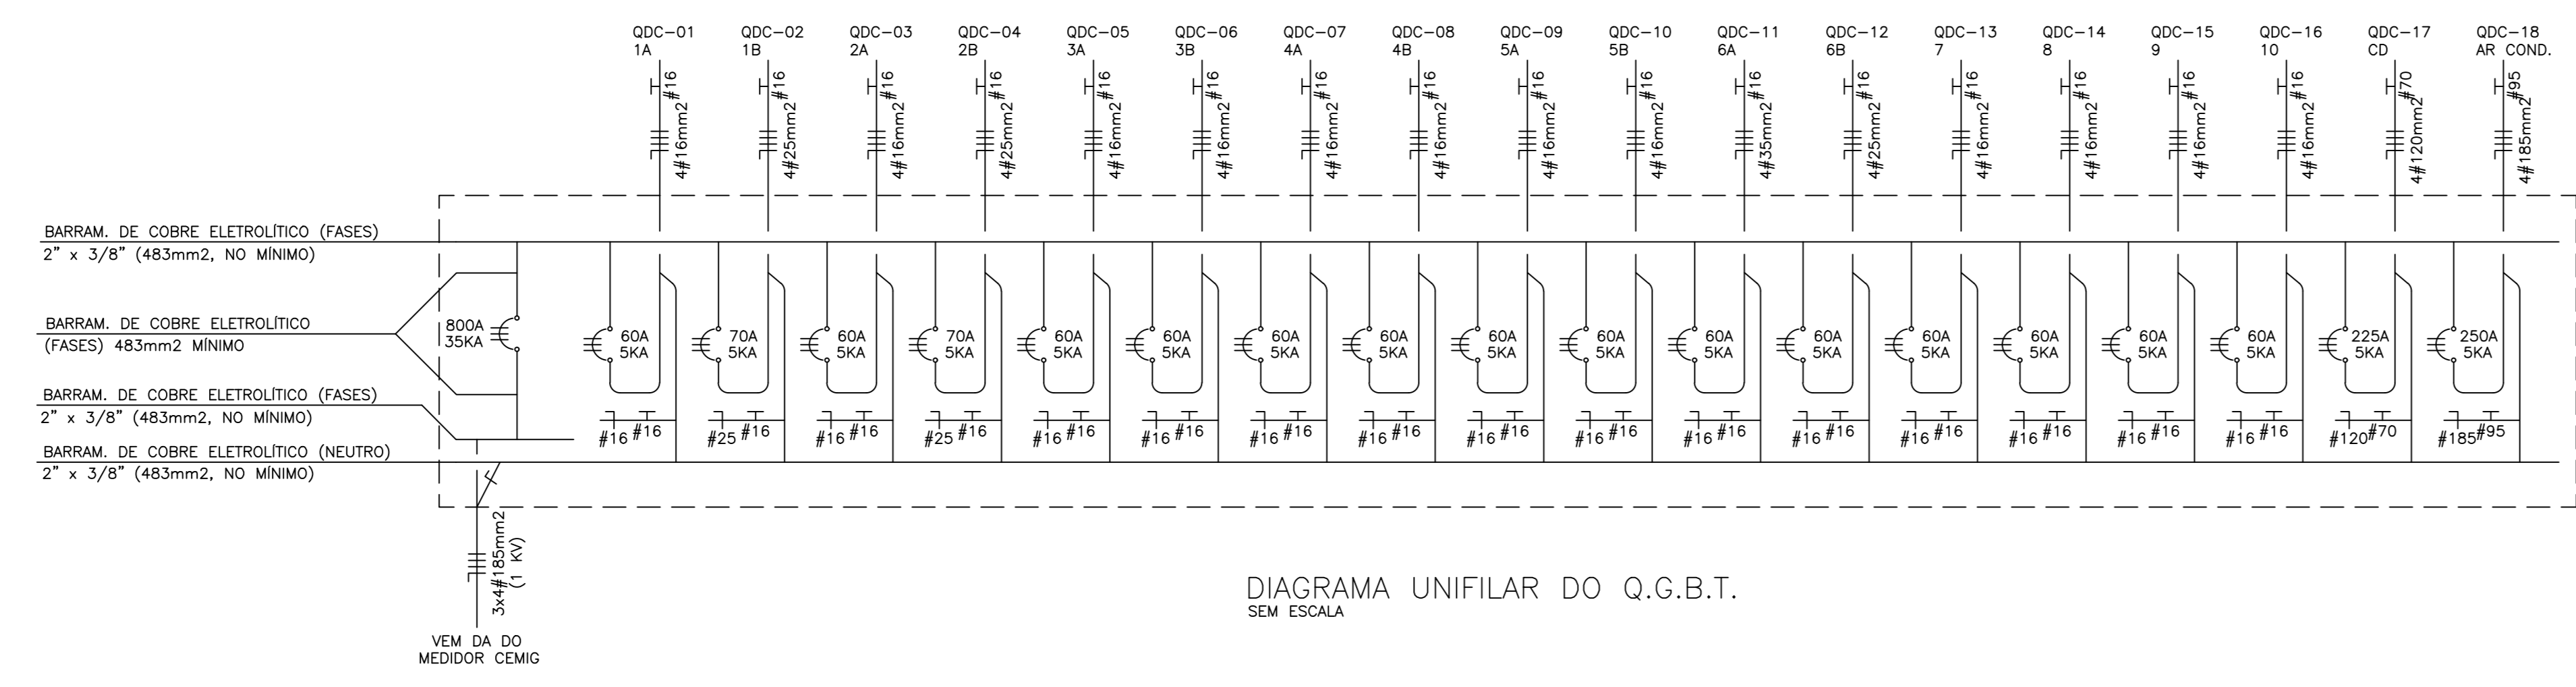 QDC-01
1A
QDC-02
1B
QDC-03
2A
QDC-04
2B
QDC-05
3A
QDC-06
3B
QDC-07
4A
QDC-08
4B
QDC-09
5A
QDC-10
5B
QDC-11
6A
QDC-12
6B
QDC-13
7
QDC-14
8
QDC-15
9
QDC-16
10
QDC-17
CD
QDC-18
AR COND.
4#16mm2 #16
4#25mm2 #16
4#16mm2 #16
4#25mm2 #16
4#16mm2 #16
4#16mm2 #16
4#16mm2 #16
4#16mm2 #16
4#16mm2 #16
4#16mm2 #16
4#35mm2 #16
4#25mm2 #16
4#16mm2 #16
4#16mm2 #16
4#16mm2 #16
4#16mm2 #16
4#120mm2 #70
4#185mm2 #95
BARRAM. DE COBRE ELETROLÍTICO (FASES)
2" x 3/8" (483mm2, NO MÍNIMO)
BARRAM. DE COBRE ELETROLÍTICO
(FASES) 483mm2 MÍNIMO
BARRAM. DE COBRE ELETROLÍTICO (FASES)
2" x 3/8" (483mm2, NO MÍNIMO)
BARRAM. DE COBRE ELETROLÍTICO (NEUTRO)
2" x 3/8" (483mm2, NO MÍNIMO)
800A
35KA
60A
5KA
70A
5KA
60A
5KA
70A
5KA
60A
5KA
60A
5KA
60A
5KA
60A
5KA
60A
5KA
60A
5KA
60A
5KA
60A
5KA
60A
5KA
60A
5KA
60A
5KA
60A
5KA
225A
5KA
250A
5KA
#16 #16
#25 #16
#16 #16
#25 #16
#16 #16
#16 #16
#16 #16
#16 #16
#16 #16
#16 #16
#16 #16
#16 #16
#16 #16
#16 #16
#16 #16
#16 #16
#120 #70
#185 #95
3x4#185mm2
(1 KV)
VEM DA DO
MEDIDOR CEMIG
DIAGRAMA UNIFILAR DO Q.G.B.T.
SEM ESCALA